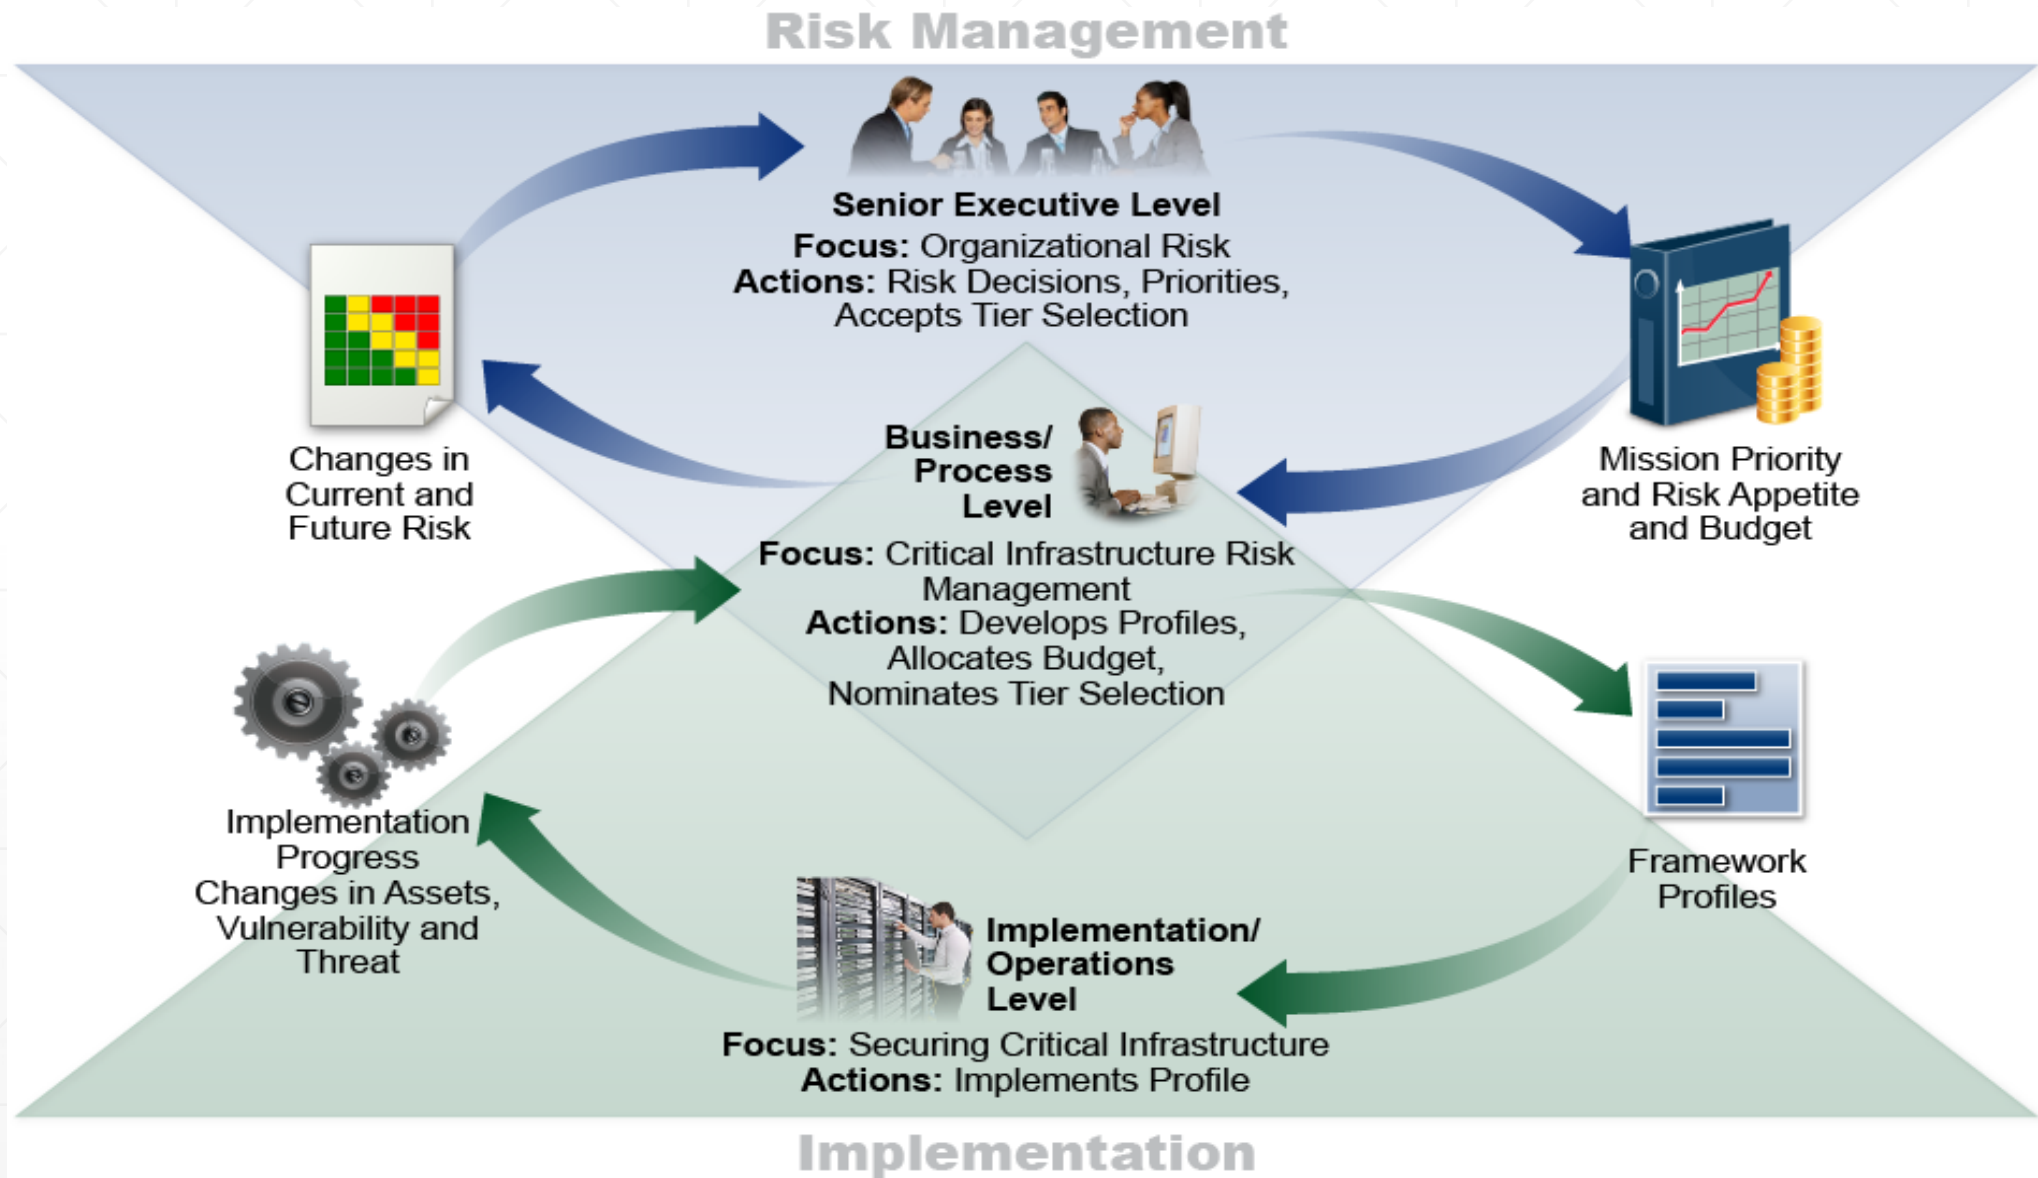 Risk Management
Senior Executive Level
Focus: Organizational Risk
Actions: Risk Decisions, Priorities,
Accepts Tier Selection
Changes in
Current and
Future Risk
Mission Priority
and Risk Appetite
and Budget
Business/
Process
Level
Focus: Critical Infrastructure Risk
Management
Actions: Develops Profiles,
Allocates Budget,
Nominates Tier Selection
Implementation
Progress
Changes in Assets,
Vulnerability and
Threat
Framework
Profiles
Implementation/
Operations
Level
Focus: Securing Critical Infrastructure
Actions: Implements Profile
Implementation